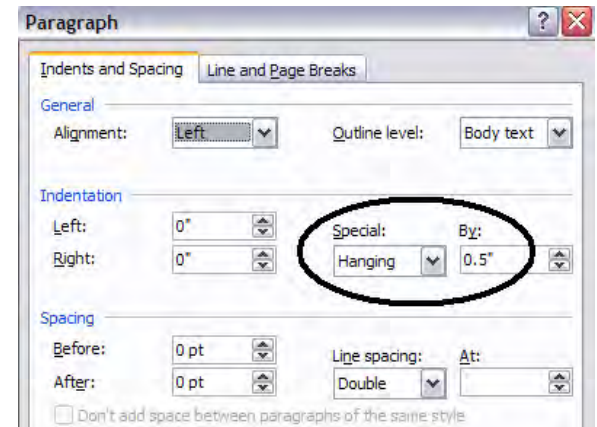 Paragraph
Indents and Spacing Line and Page Breaks
General
Alignment: Left Outline level: Body text
Indentation
Left: 0" Special: By:
Right: 0" Hanging 0.5"
Spacing
Before: 0 pt Line spacing: At:
After: 0 pt Double
Don't add space between paragraphs of the same style